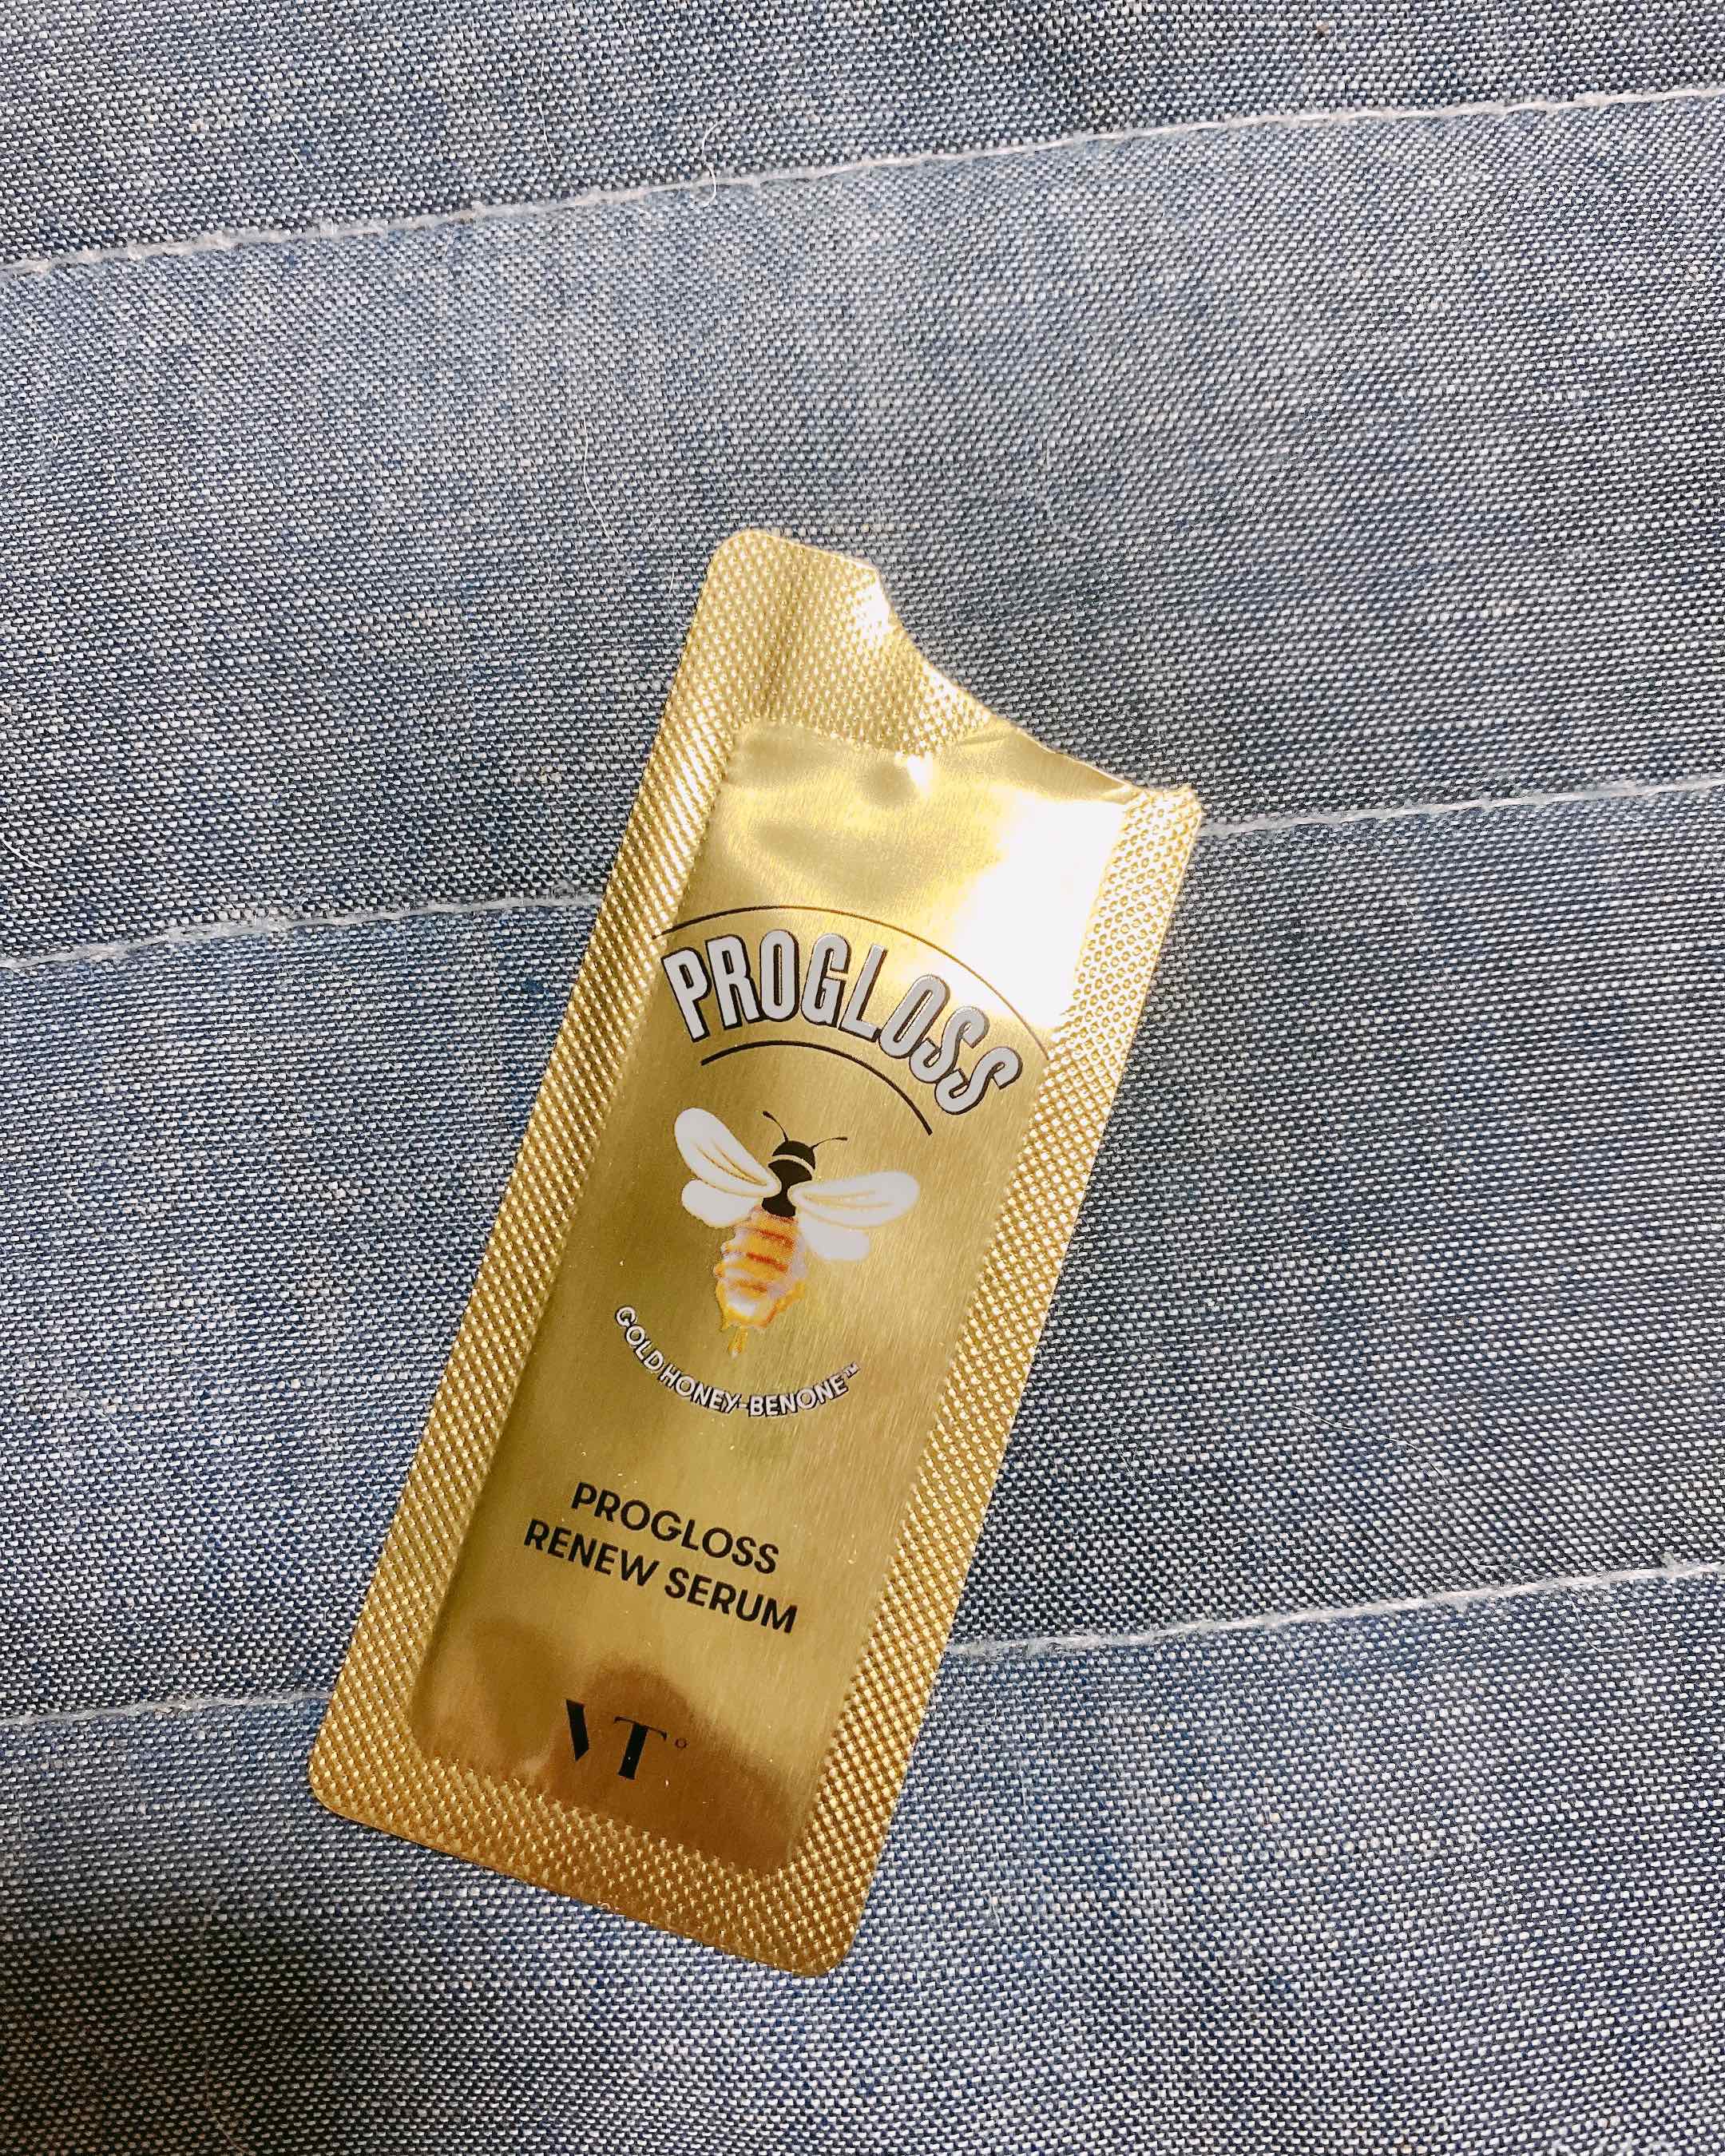 PROGLOSS
GOLD HONEY-BENONE™
PROGLOSS
RENEW SERUM
VT